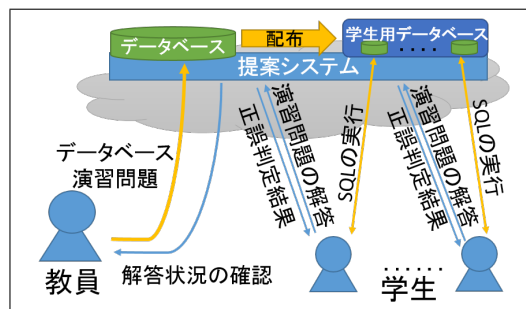 データベース
配布
学生用データベース
....
提案システム
データベース
演習問題
演習問題の解答
正誤判定結果
SQLの実行
演習問題の解答
正誤判定結果
SQLの実行
教員
解答状況の確認
......
学生